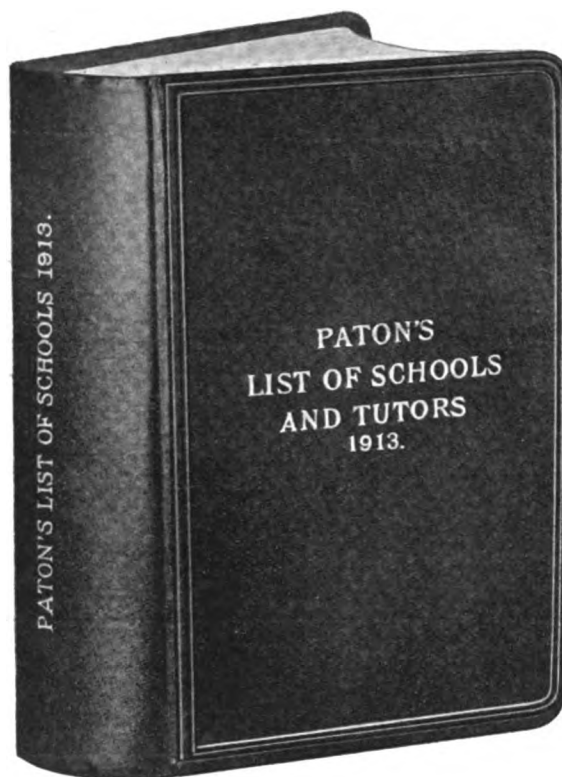 PATON'S LIST OF SCHOOLS 1913.
PATON'S
LIST OF SCHOOLS
AND TUTORS
1913.